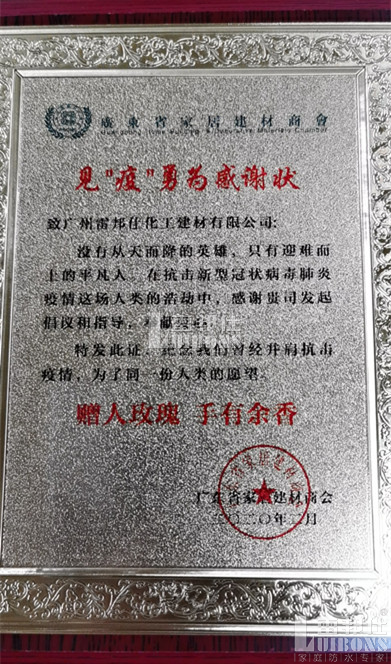 廣東省家居建材商會
Guangdong Home Building & Decorative Materials Chamber
见"疫"勇为感谢状
致广州雷邦仕化工建材有限公司:
没有从天而降的英雄,只有迎难而
上的平凡人。在抗击新型冠状病毒肺炎
疫情这场人类的浩劫中,感谢贵司发起
倡议和指导,
特发此证,纪念我们曾经并肩抗击
疫情,为了同一份人类的愿望。
赠人玫瑰 手有余香
广东省家居建材商会
二〇二〇年 月
LEIBONS
家庭防水专家